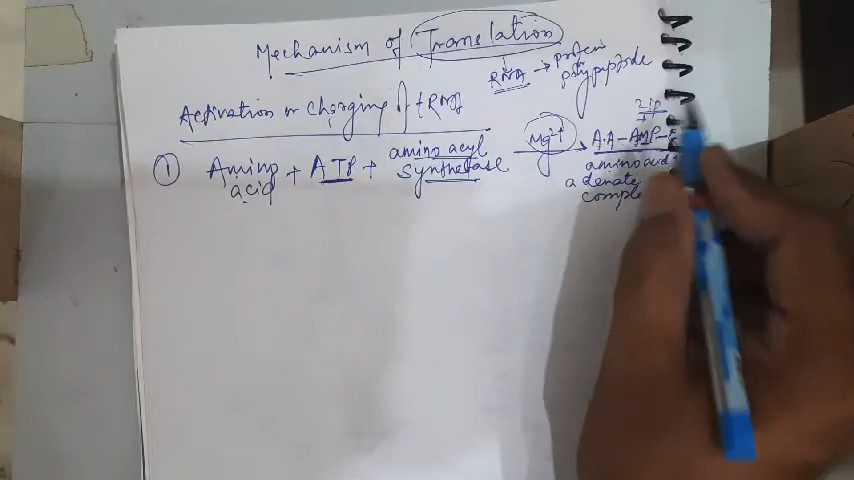 Mechanism of Translation
RNA → Protein
polypeptide
Activation or Charging of tRNA
2iP
① Amino acid + ATP + amino acyl synthetase
Mg2+
A.A - AMP - E
amino acid
adenate
comple